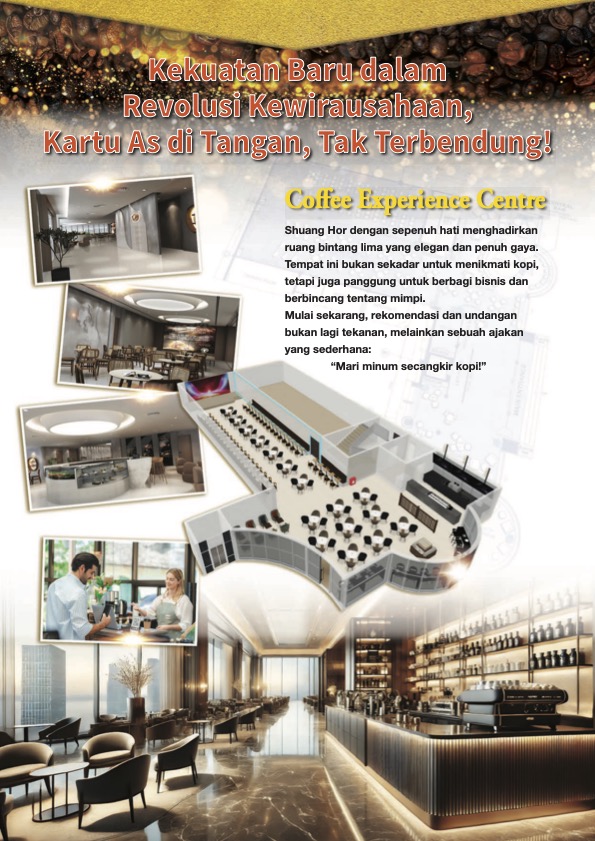 Kekuatan Baru dalam
Revolusi Kewirausahaan,
Kartu As di Tangan, Tak Terbendung!
Coffee Experience Centre
Shuang Hor dengan sepenuh hati menghadirkan
ruang bintang lima yang elegan dan penuh gaya.
Tempat ini bukan sekadar untuk menikmati kopi,
tetapi juga panggung untuk berbagi bisnis dan
berbincang tentang mimpi.
Mulai sekarang, rekomendasi dan undangan
bukan lagi tekanan, melainkan sebuah ajakan
yang sederhana:
“Mari minum secangkir kopi!”